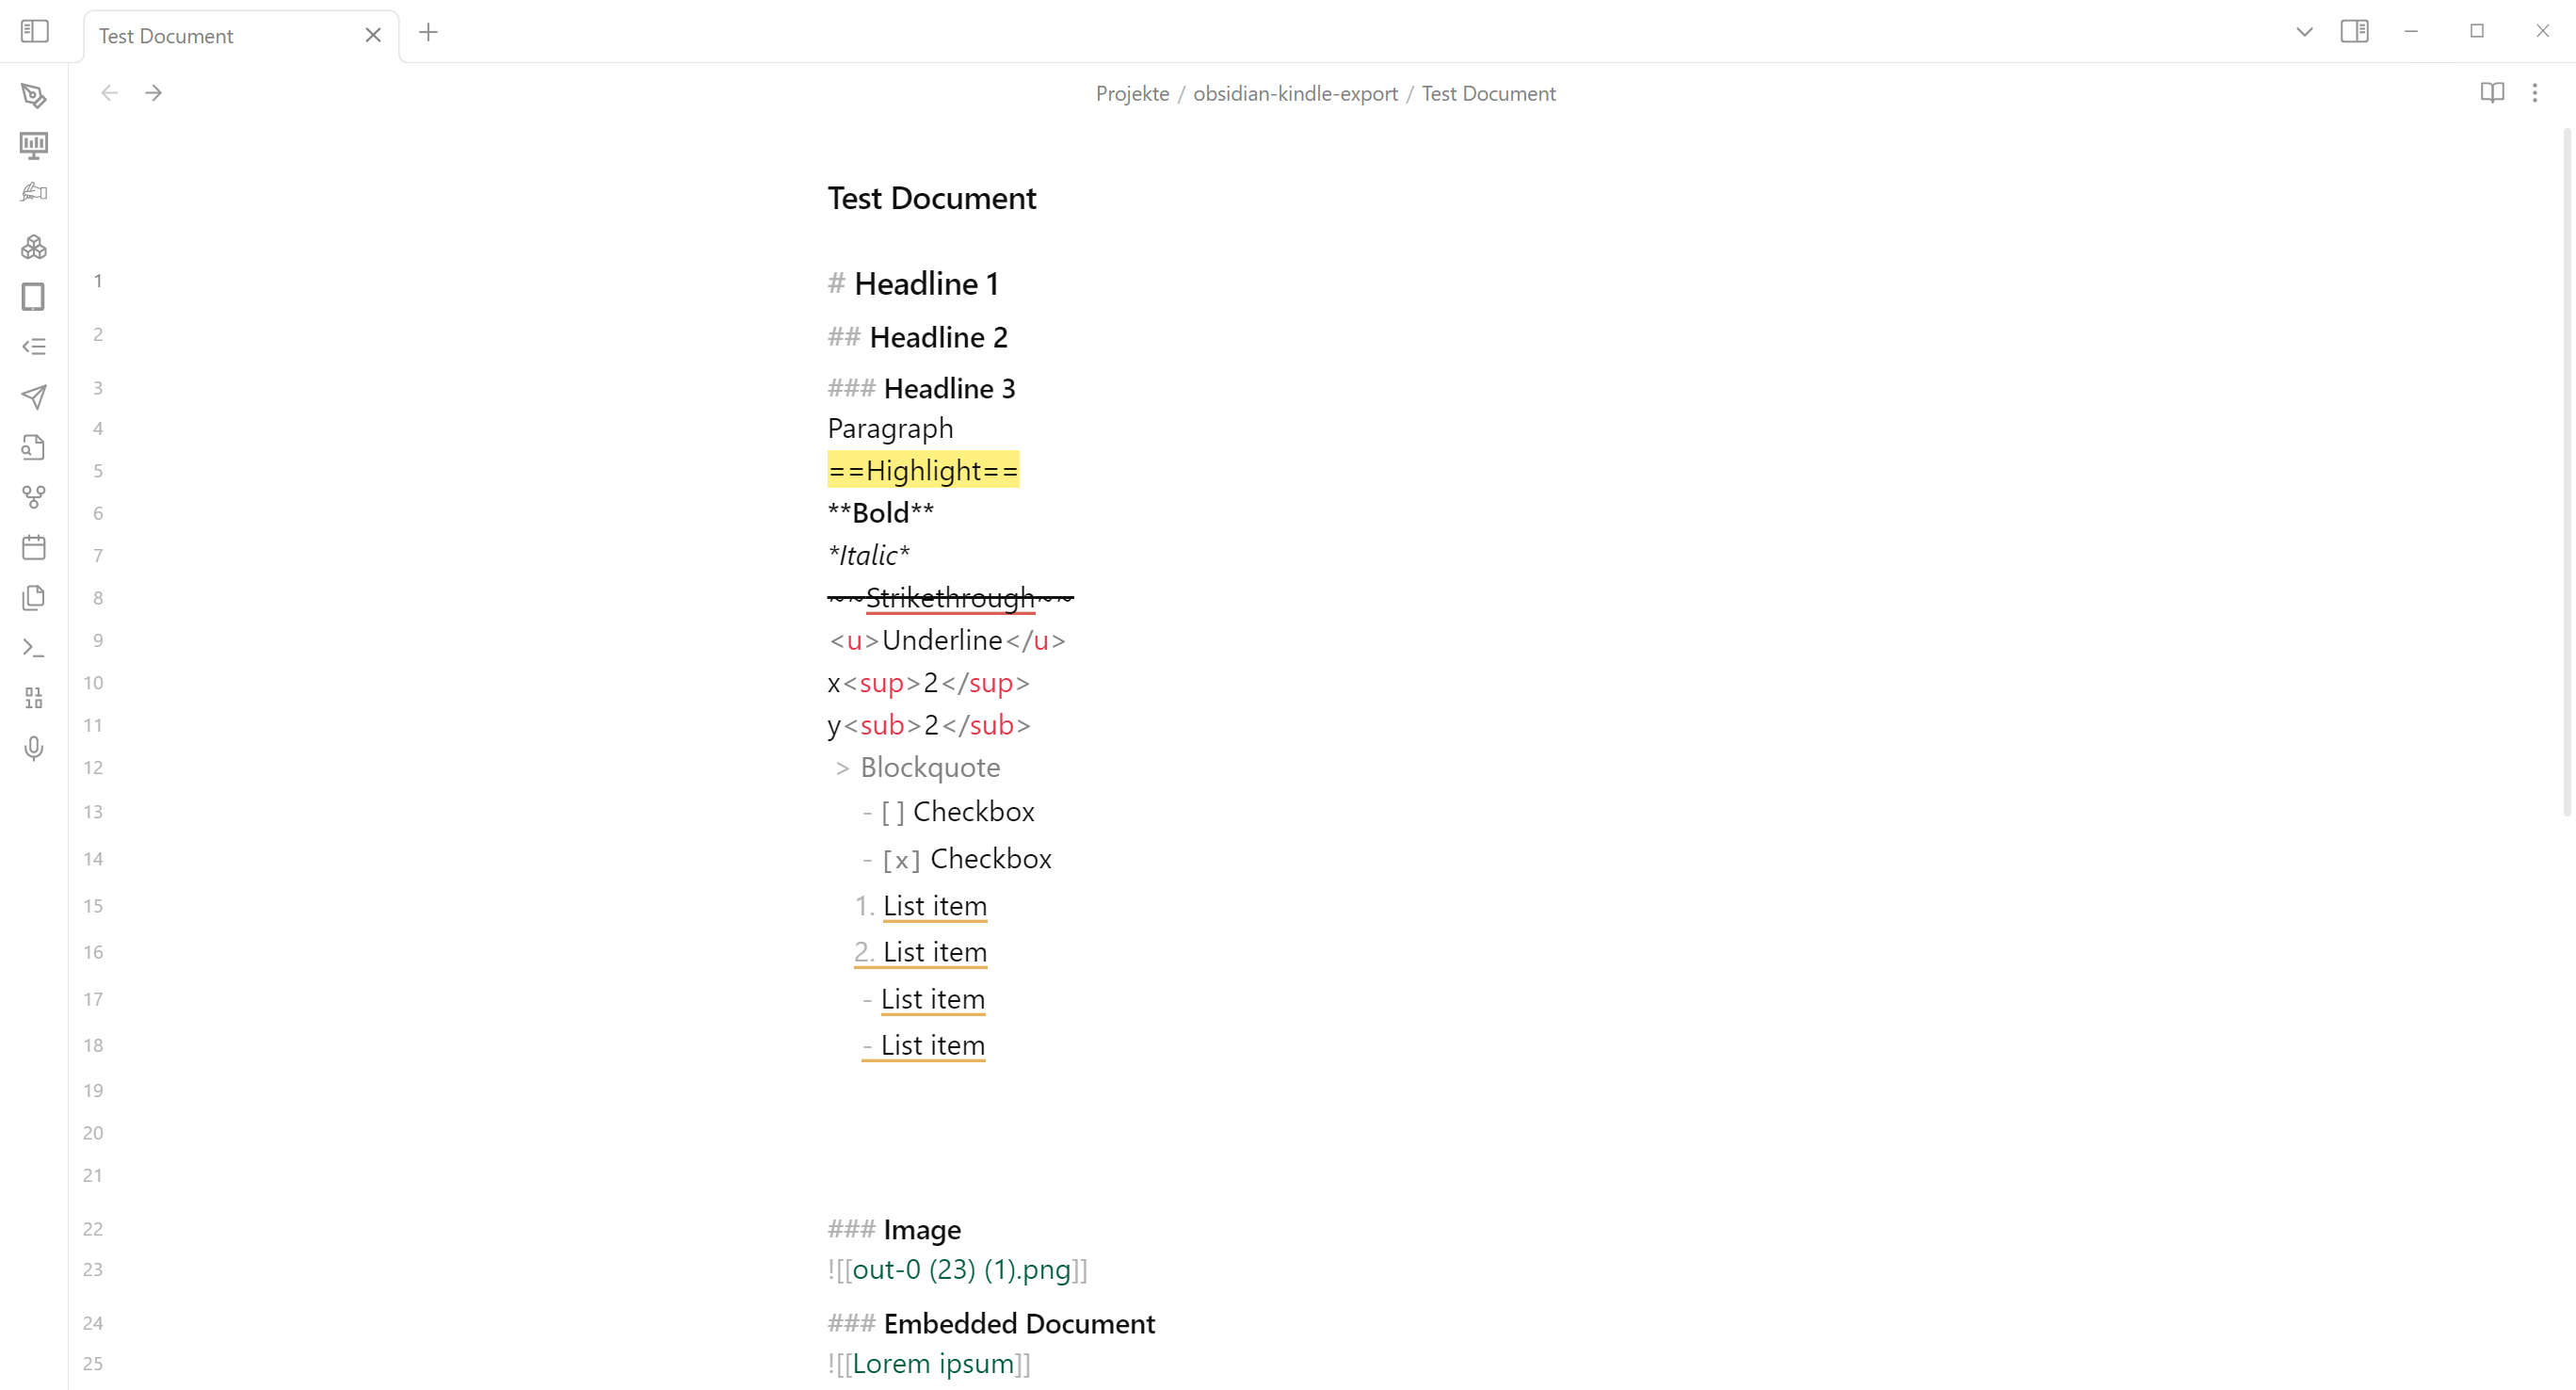 Test Document
Projekte / obsidian-kindle-export / Test Document
Test Document
1 # Headline 1
2 ## Headline 2
3 ### Headline 3
4 Paragraph
5 ==Highlight==
6 **Bold**
7 *Italic*
8 ~~Strikethrough~~
9 <u>Underline</u>
10 x<sup>2</sup>
11 y<sub>2</sub>
12 > Blockquote
13 - [ ] Checkbox
14 - [x] Checkbox
15 1. List item
16 2. List item
17 - List item
18 - List item
19
20
21
22 ### Image
23 ![[out-0 (23) (1).png]]
24 ### Embedded Document
25 ![[Lorem ipsum]]